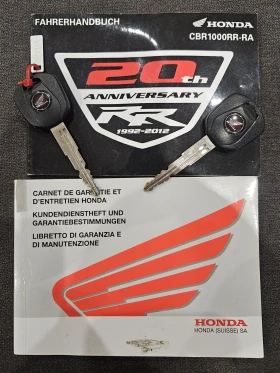 FAHRERHANDBUCH
HONDA
CBR1000RR-RA
20th
ANNIVERSARY
RR
1992-2012
CARNET DE GARANTIE ET
D'ENTRETIEN HONDA
KUNDENDIENSTHEFT UND
GARANTIEBESTIMMUNGEN
LIBRETTO DI GARANZIA E
DI MANUTENZIONE
HONDA
HONDA (SUISSE) SA